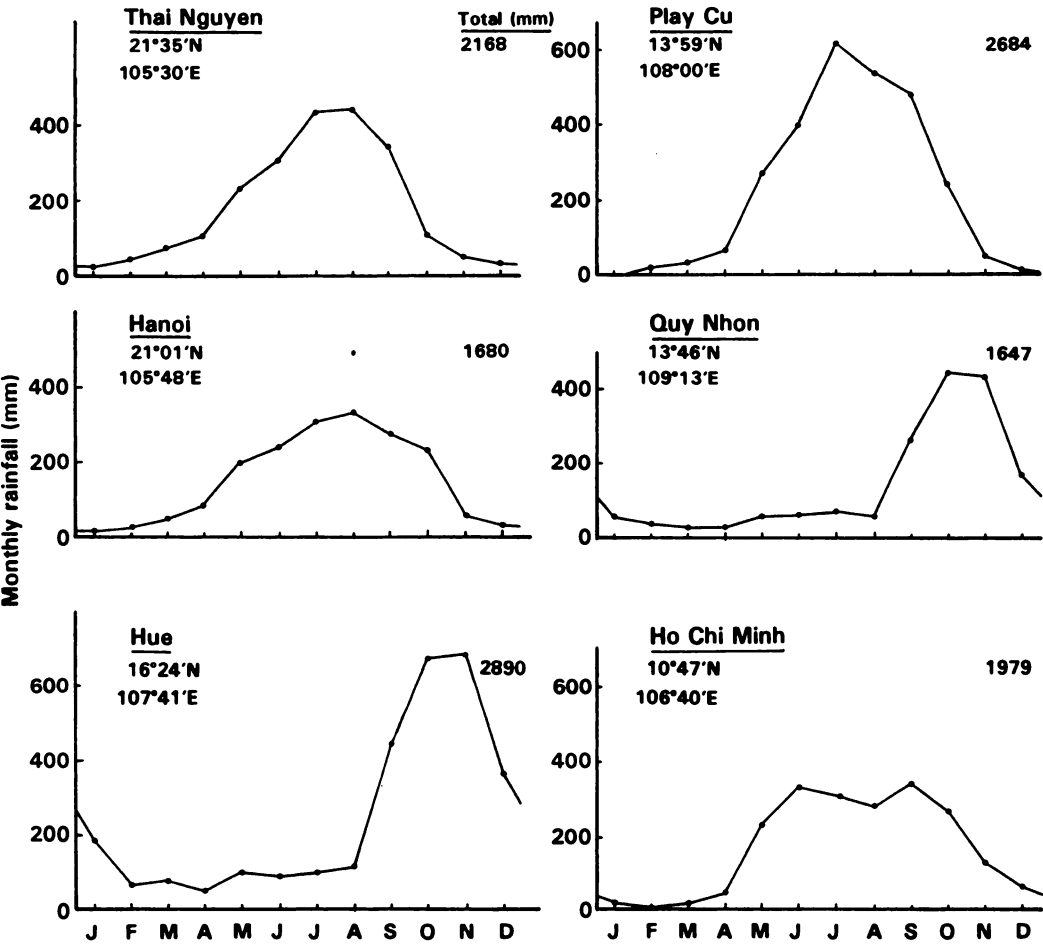 Thai Nguyen
21°35′N
105°30′E
Total (mm)
2168
400
200
0
Play Cu
13°59′N
108°00′E
2684
600
400
200
0
Hanoi
21°01′N
105°48′E
1680
400
200
0
Quy Nhon
13°46′N
109°13′E
1647
400
200
0
Monthly rainfall (mm)
Hue
16°24′N
107°41′E
2890
600
400
200
0
J F M A M J J A S O N D
Ho Chi Minh
10°47′N
106°40′E
1979
600
400
200
0
J F M A M J J A S O N D